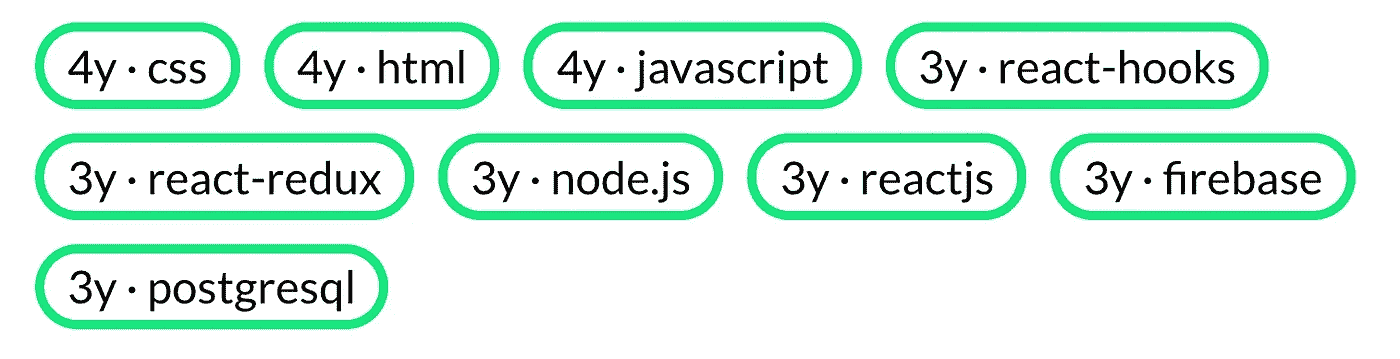 4y · css 4y · html 4y · javascript 3y · react-hooks
3y · react-redux 3y · node.js 3y · reactjs 3y · firebase
3y · postgresql